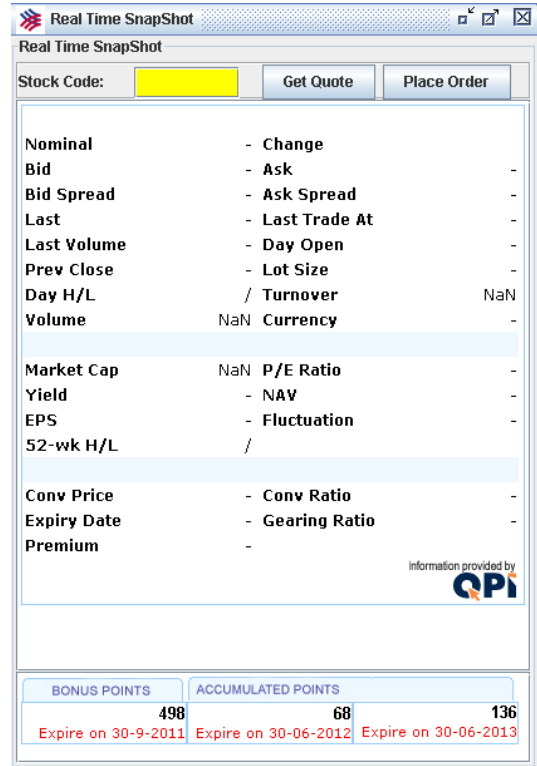 Real Time SnapShot
Real Time SnapShot
Stock Code: Get Quote Place Order
Nominal - Change
Bid - Ask -
Bid Spread - Ask Spread -
Last - Last Trade At -
Last Volume - Day Open -
Prev Close - Lot Size -
Day H/L / Turnover NaN
Volume NaN Currency -
Market Cap NaN P/E Ratio -
Yield - NAV -
EPS - Fluctuation -
52-wk H/L /
Conv Price - Conv Ratio -
Expiry Date - Gearing Ratio -
Premium -
Information provided by
QPi
BONUS POINTS ACCUMULATED POINTS
498 68 136
Expire on 30-9-2011 Expire on 30-06-2012 Expire on 30-06-2013